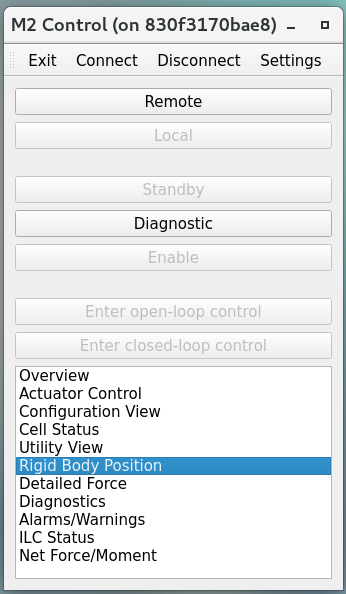 M2 Control (on 830f3170bae8)
Exit Connect Disconnect Settings
Remote
Local
Standby
Diagnostic
Enable
Enter open-loop control
Enter closed-loop control
Overview
Actuator Control
Configuration View
Cell Status
Utility View
Rigid Body Position
Detailed Force
Diagnostics
Alarms/Warnings
ILC Status
Net Force/Moment